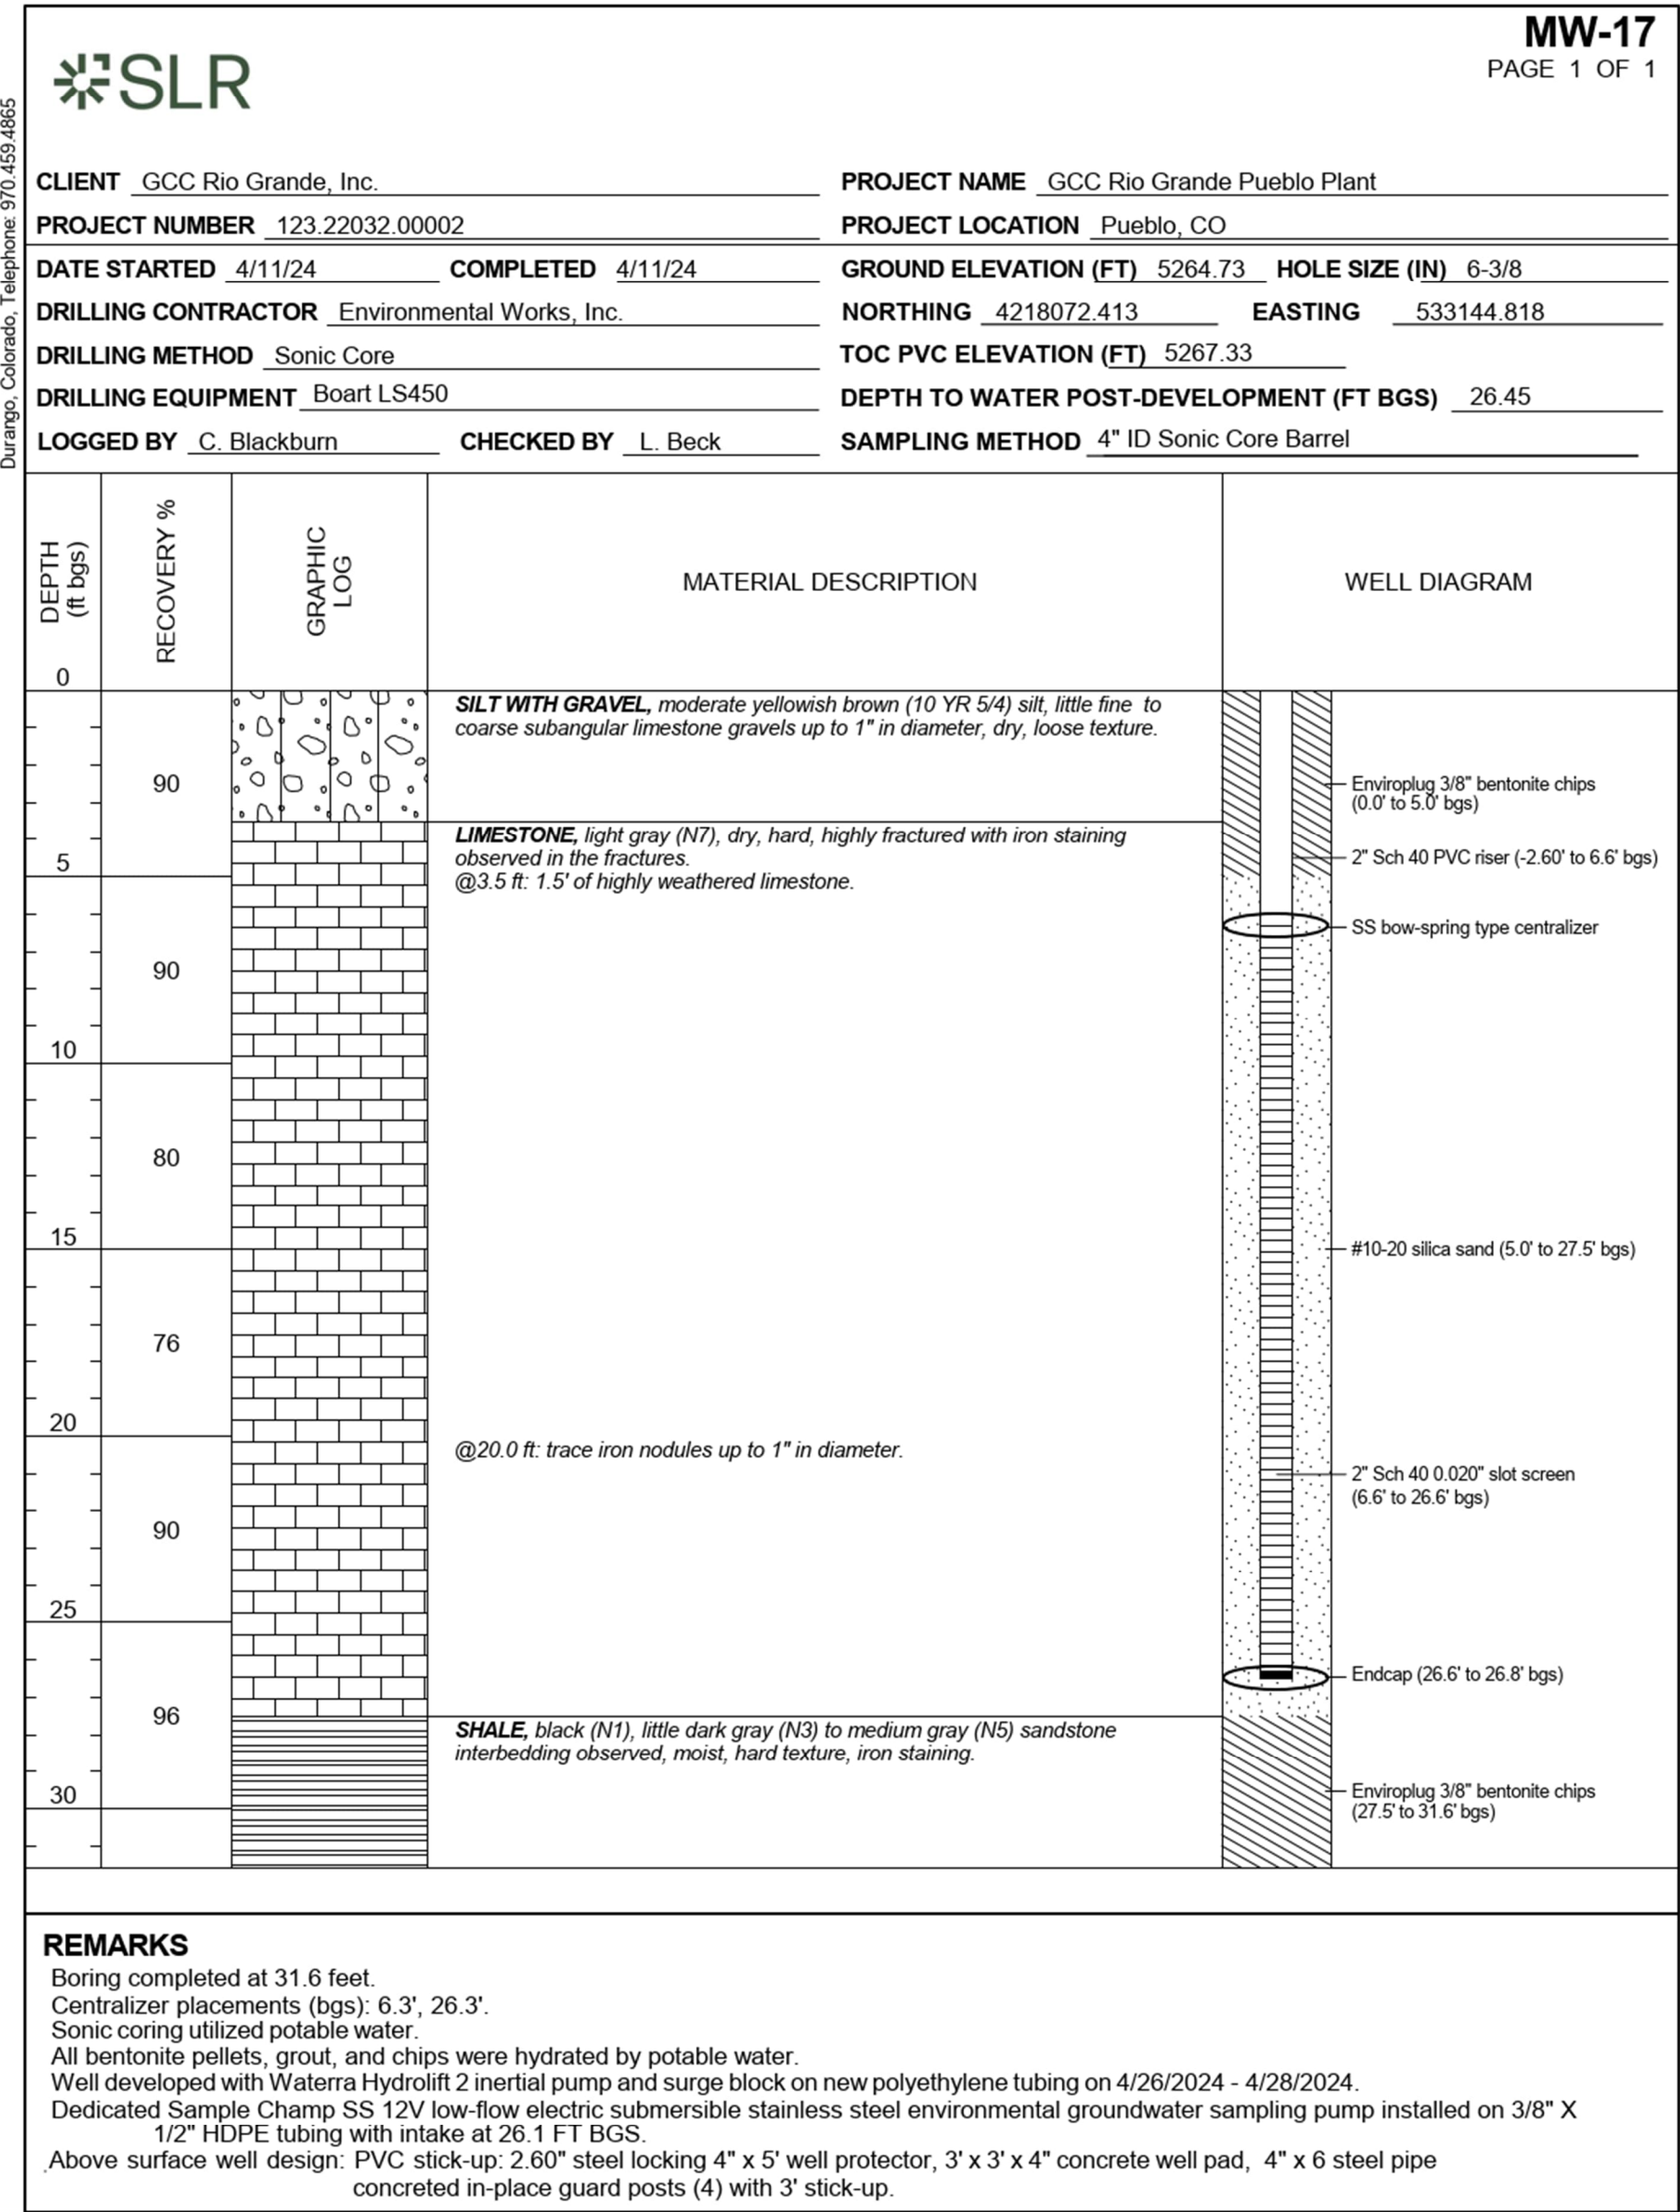 MW-17
PAGE 1 OF 1
SLR
Durango, Colorado, Telephone: 970.459.4865
CLIENT GCC Rio Grande, Inc. PROJECT NAME GCC Rio Grande Pueblo Plant
PROJECT NUMBER 123.22032.00002 PROJECT LOCATION Pueblo, CO
DATE STARTED 4/11/24 COMPLETED 4/11/24 GROUND ELEVATION (FT) 5264.73 HOLE SIZE (IN) 6-3/8
DRILLING CONTRACTOR Environmental Works, Inc. NORTHING 4218072.413 EASTING 533144.818
DRILLING METHOD Sonic Core TOC PVC ELEVATION (FT) 5267.33
DRILLING EQUIPMENT Boart LS450 DEPTH TO WATER POST-DEVELOPMENT (FT BGS) 26.45
LOGGED BY C. Blackburn CHECKED BY L. Beck SAMPLING METHOD 4" ID Sonic Core Barrel
DEPTH
(ft bgs)
RECOVERY %
GRAPHIC
LOG
MATERIAL DESCRIPTION
WELL DIAGRAM
0
SILT WITH GRAVEL, moderate yellowish brown (10 YR 5/4) silt, little fine to
coarse subangular limestone gravels up to 1" in diameter, dry, loose texture.
90
Enviroplug 3/8" bentonite chips
(0.0' to 5.0' bgs)
LIMESTONE, light gray (N7), dry, hard, highly fractured with iron staining
observed in the fractures.
@3.5 ft: 1.5' of highly weathered limestone.
5
2" Sch 40 PVC riser (-2.60' to 6.6' bgs)
SS bow-spring type centralizer
90
10
80
15
#10-20 silica sand (5.0' to 27.5' bgs)
76
20
@20.0 ft: trace iron nodules up to 1" in diameter.
2" Sch 40 0.020" slot screen
(6.6' to 26.6' bgs)
90
25
Endcap (26.6' to 26.8' bgs)
96
SHALE, black (N1), little dark gray (N3) to medium gray (N5) sandstone
interbedding observed, moist, hard texture, iron staining.
30
Enviroplug 3/8" bentonite chips
(27.5' to 31.6' bgs)
REMARKS
Boring completed at 31.6 feet.
Centralizer placements (bgs): 6.3', 26.3'.
Sonic coring utilized potable water.
All bentonite pellets, grout, and chips were hydrated by potable water.
Well developed with Waterra Hydrolift 2 inertial pump and surge block on new polyethylene tubing on 4/26/2024 - 4/28/2024.
Dedicated Sample Champ SS 12V low-flow electric submersible stainless steel environmental groundwater sampling pump installed on 3/8" X
1/2" HDPE tubing with intake at 26.1 FT BGS.
Above surface well design: PVC stick-up: 2.60" steel locking 4" x 5' well protector, 3' x 3' x 4" concrete well pad, 4" x 6 steel pipe
concreted in-place guard posts (4) with 3' stick-up.